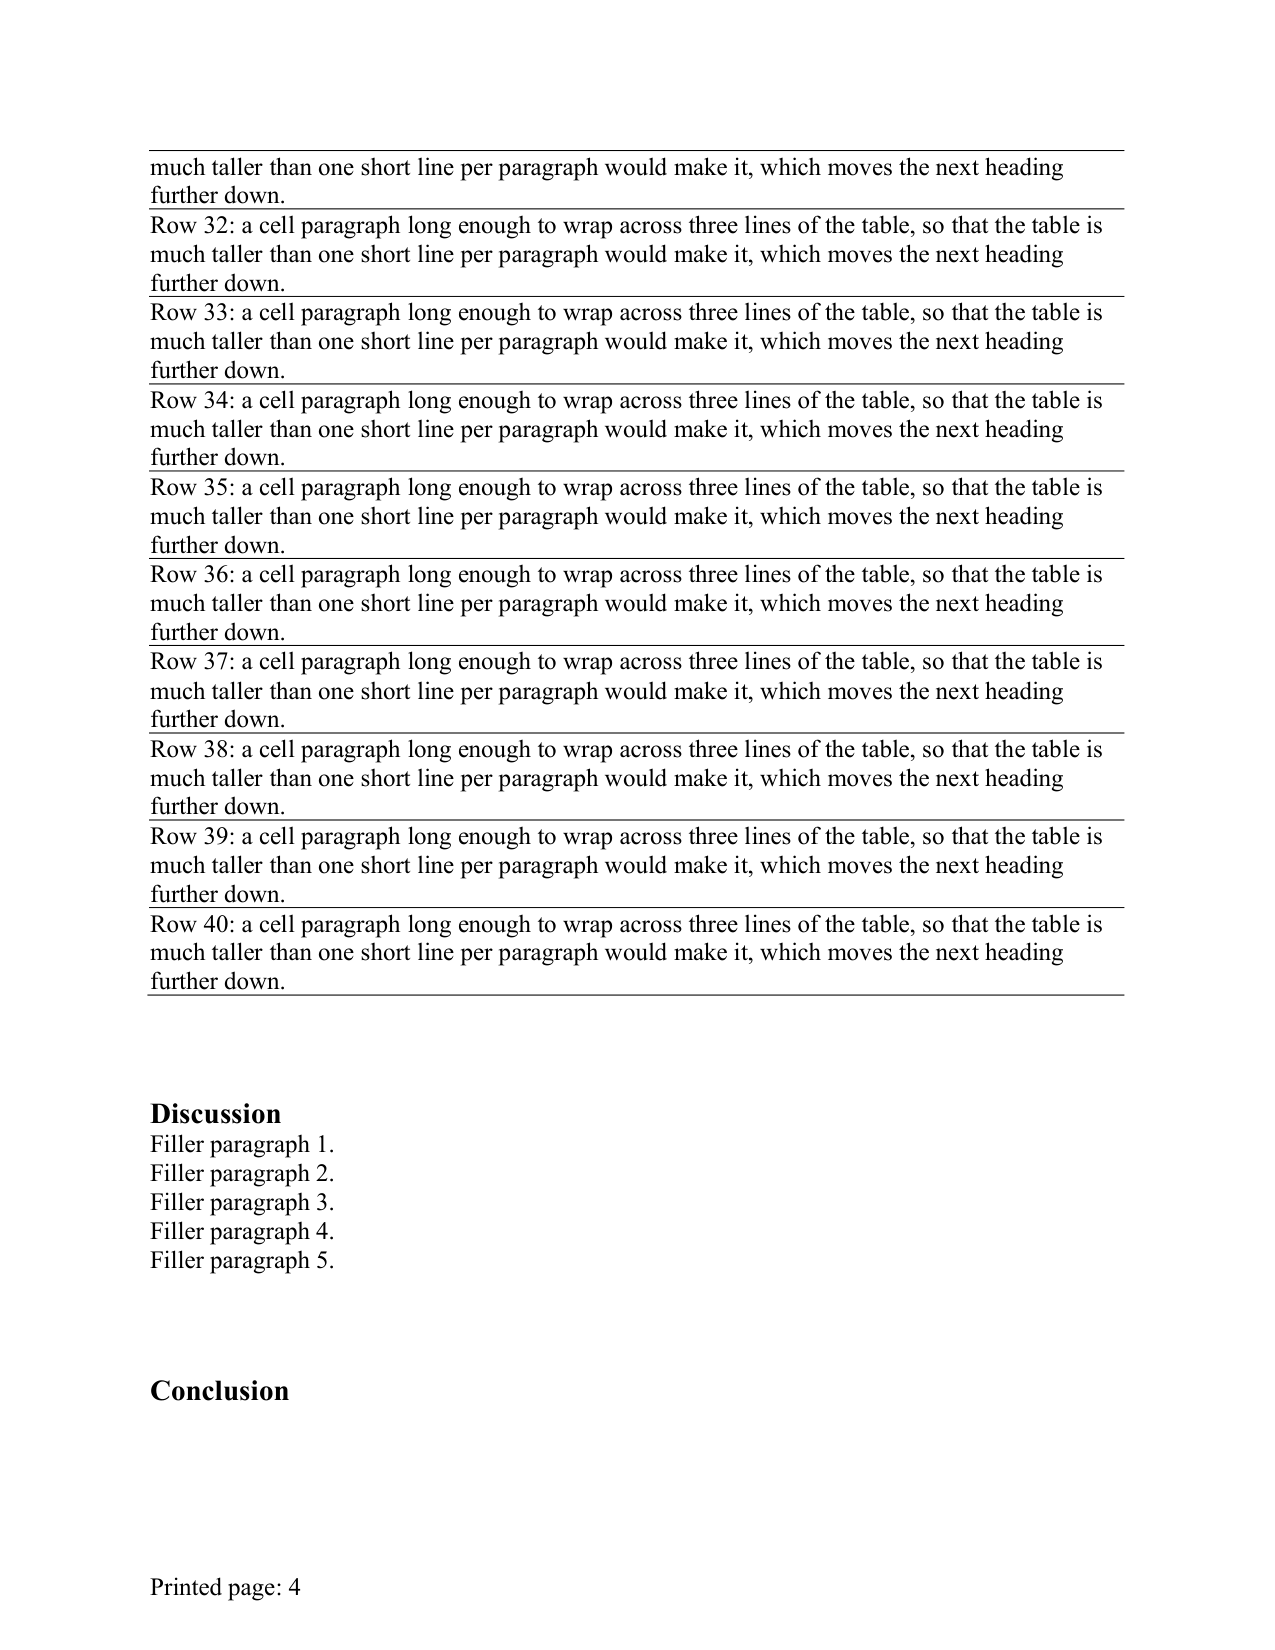 much taller than one short line per paragraph would make it, which moves the next heading
further down.
Row 32: a cell paragraph long enough to wrap across three lines of the table, so that the table is
much taller than one short line per paragraph would make it, which moves the next heading
further down.
Row 33: a cell paragraph long enough to wrap across three lines of the table, so that the table is
much taller than one short line per paragraph would make it, which moves the next heading
further down.
Row 34: a cell paragraph long enough to wrap across three lines of the table, so that the table is
much taller than one short line per paragraph would make it, which moves the next heading
further down.
Row 35: a cell paragraph long enough to wrap across three lines of the table, so that the table is
much taller than one short line per paragraph would make it, which moves the next heading
further down.
Row 36: a cell paragraph long enough to wrap across three lines of the table, so that the table is
much taller than one short line per paragraph would make it, which moves the next heading
further down.
Row 37: a cell paragraph long enough to wrap across three lines of the table, so that the table is
much taller than one short line per paragraph would make it, which moves the next heading
further down.
Row 38: a cell paragraph long enough to wrap across three lines of the table, so that the table is
much taller than one short line per paragraph would make it, which moves the next heading
further down.
Row 39: a cell paragraph long enough to wrap across three lines of the table, so that the table is
much taller than one short line per paragraph would make it, which moves the next heading
further down.
Row 40: a cell paragraph long enough to wrap across three lines of the table, so that the table is
much taller than one short line per paragraph would make it, which moves the next heading
further down.
Discussion
Filler paragraph 1.
Filler paragraph 2.
Filler paragraph 3.
Filler paragraph 4.
Filler paragraph 5.
Conclusion
Printed page: 4